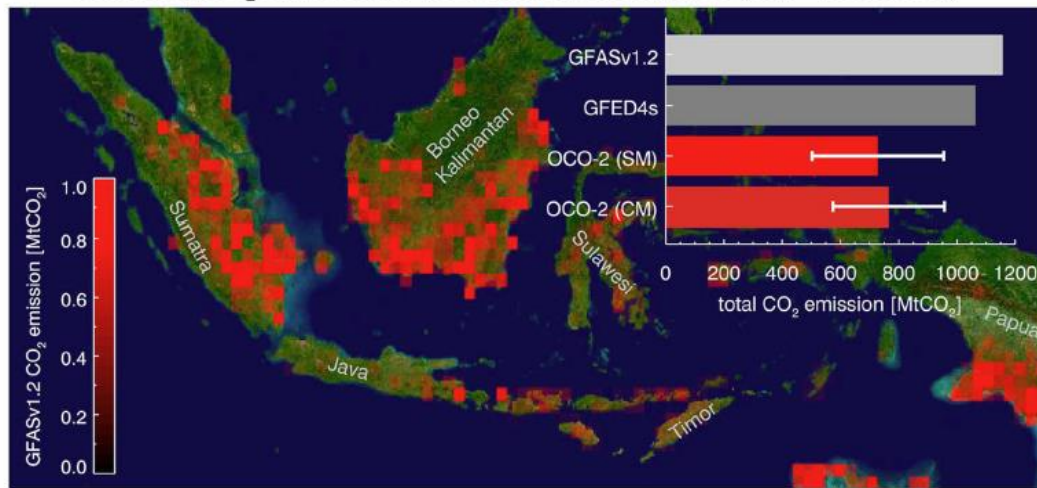 GFASv1.2
GFED4s
OCO-2 (SM)
OCO-2 (CM)
0 200 400 600 800 1000 1200
total CO₂ emission [MtCO₂]
Borneo
Kalimantan
Sumatra
Sulawesi
Java
Timor
Papua
GFASv1.2 CO₂ emission [MtCO₂]
1.0
0.8
0.6
0.4
0.2
0.0